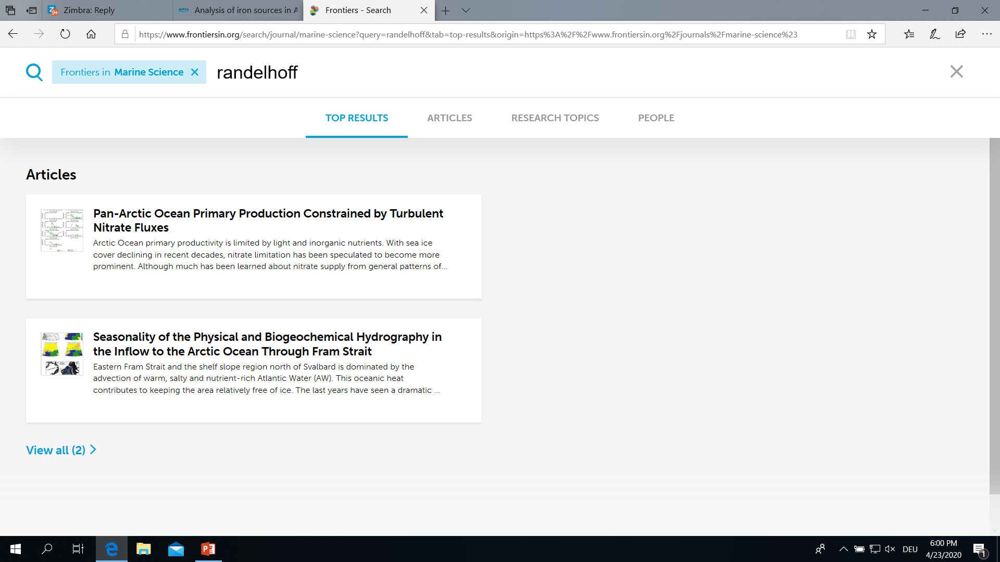 Zimbra: Reply
Analysis of iron sources in A
Frontiers - Search
https://www.frontiersin.org/search/journal/marine-science?query=randelhoff&tab=top-results&origin=https%3A%2F%2Fwww.frontiersin.org%2Fjournals%2Fmarine-science%23
Frontiers in Marine Science
randelhoff
TOP RESULTS
ARTICLES
RESEARCH TOPICS
PEOPLE
Articles
Pan-Arctic Ocean Primary Production Constrained by Turbulent
Nitrate Fluxes
Arctic Ocean primary productivity is limited by light and inorganic nutrients. With sea ice
cover declining in recent decades, nitrate limitation has been speculated to become more
prominent. Although much has been learned about nitrate supply from general patterns of...
Seasonality of the Physical and Biogeochemical Hydrography in
the Inflow to the Arctic Ocean Through Fram Strait
Eastern Fram Strait and the shelf slope region north of Svalbard is dominated by the
advection of warm, salty and nutrient-rich Atlantic Water (AW). This oceanic heat
contributes to keeping the area relatively free of ice. The last years have seen a dramatic ...
View all (2)
DEU
6:00 PM
4/23/2020
1